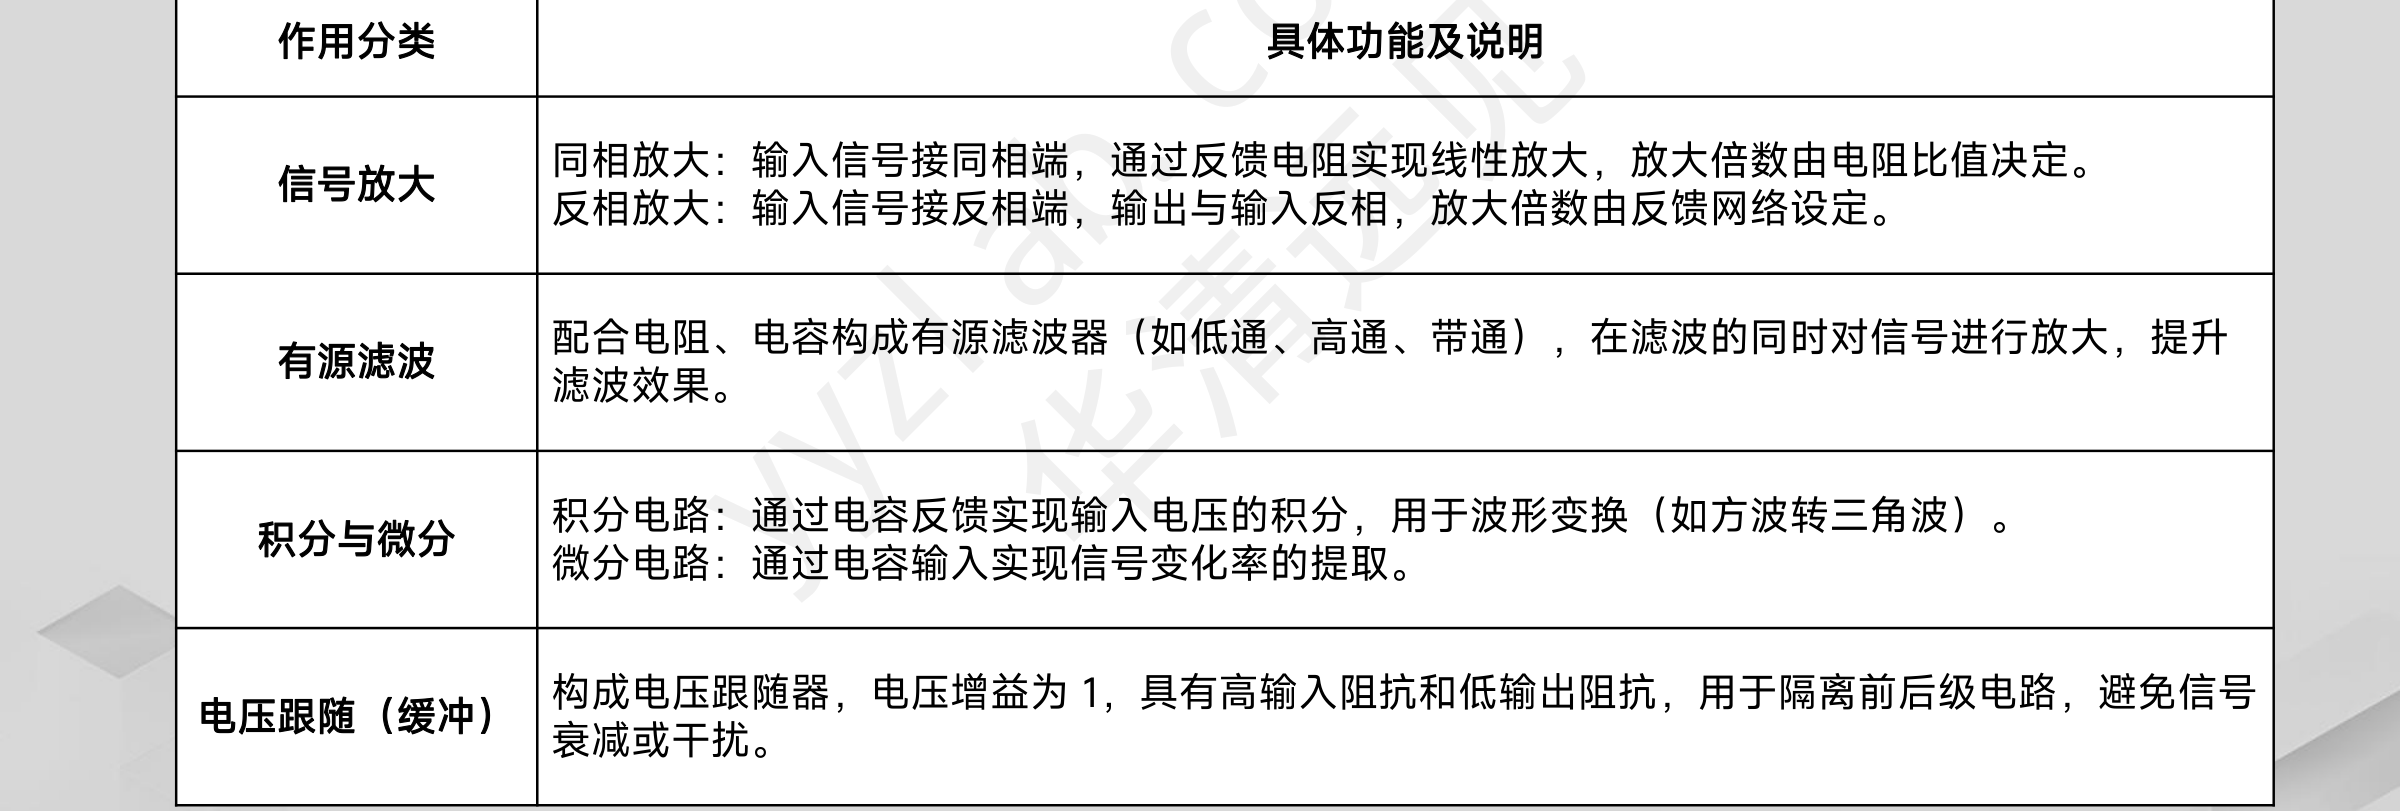 作用分类
具体功能及说明
信号放大
同相放大：输入信号接同相端，通过反馈电阻实现线性放大，放大倍数由电阻比值决定。
反相放大：输入信号接反相端，输出与输入反相，放大倍数由反馈网络设定。
有源滤波
配合电阻、电容构成有源滤波器（如低通、高通、带通），在滤波的同时对信号进行放大，提升
滤波效果。
积分与微分
积分电路：通过电容反馈实现输入电压的积分，用于波形变换（如方波转三角波）。
微分电路：通过电容输入实现信号变化率的提取。
电压跟随（缓冲）
构成电压跟随器，电压增益为 1，具有高输入阻抗和低输出阻抗，用于隔离前后级电路，避免信号
衰减或干扰。
华清远见